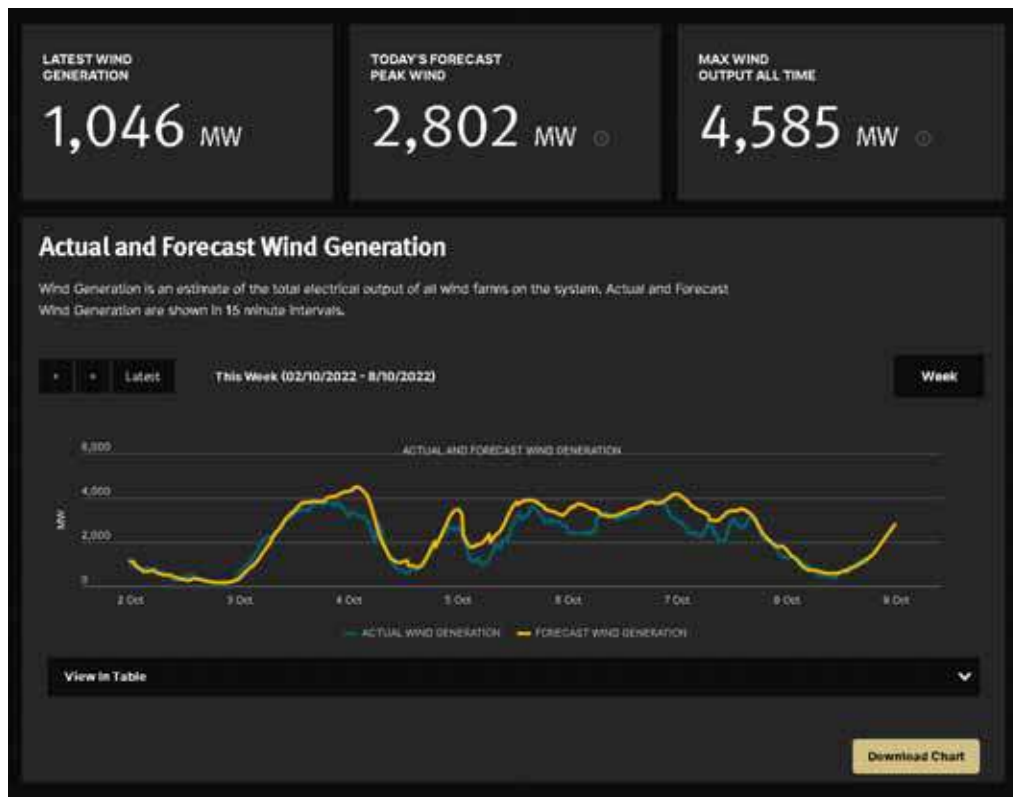 LATEST WIND
GENERATION
1,046 MW
TODAY'S FORECAST
PEAK WIND
2,802 MW
MAX WIND
OUTPUT ALL TIME
4,585 MW
Actual and Forecast Wind Generation
Wind Generation is an estimate of the total electrical output of all wind farms on the system. Actual and Forecast
Wind Generation are shown in 15 minute intervals.
Latest
This Week (02/10/2022 - 8/10/2022)
Week
ACTUAL AND FORECAST WIND GENERATION
6,000
4,000
MW
2,000
0
2 Oct
3 Oct
4 Oct
5 Oct
6 Oct
7 Oct
8 Oct
9 Oct
ACTUAL WIND GENERATION
FORECAST WIND GENERATION
View In Table
Download Chart